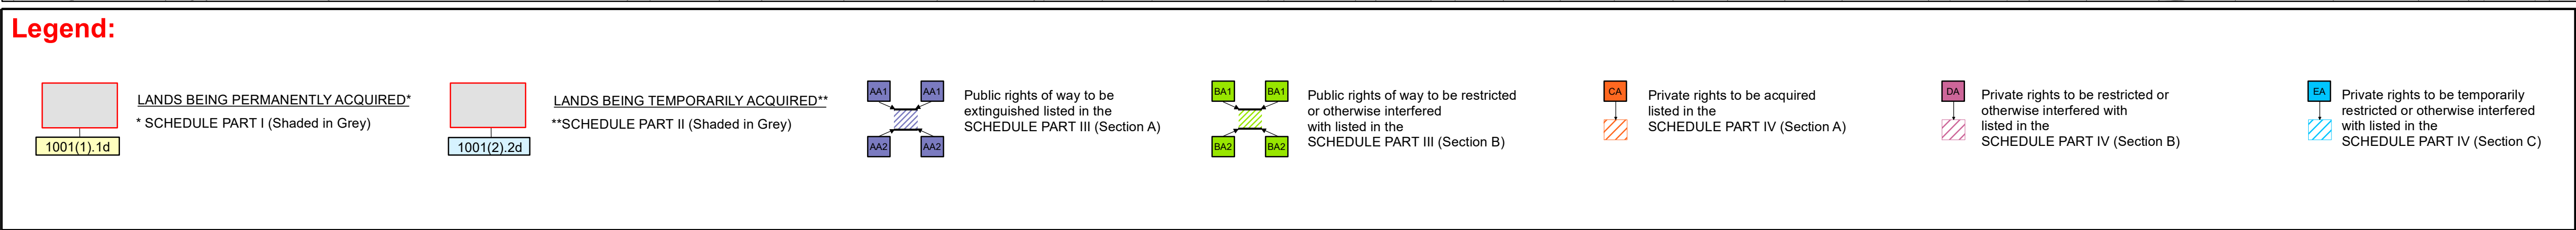 Legend:
LANDS BEING PERMANENTLY ACQUIRED*
* SCHEDULE PART I (Shaded in Grey)
1001(1).1d
LANDS BEING TEMPORARILY ACQUIRED**
**SCHEDULE PART II (Shaded in Grey)
1001(2).2d
AA1 AA1
AA2 AA2
Public rights of way to be
extinguished listed in the
SCHEDULE PART III (Section A)
BA1 BA1
BA2 BA2
Public rights of way to be restricted
or otherwise interfered
with listed in the
SCHEDULE PART III (Section B)
CA
Private rights to be acquired
listed in the
SCHEDULE PART IV (Section A)
DA
Private rights to be restricted or
otherwise interfered with
listed in the
SCHEDULE PART IV (Section B)
EA
Private rights to be temporarily
restricted or otherwise interfered
with listed in the
SCHEDULE PART IV (Section C)